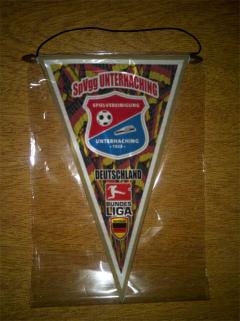 SpVgg UNTERHACHING
SPIELVEREINIGUNG
UNTERHACHING
• 1925 •
DEUTSCHLAND
BUNDES
LIGA